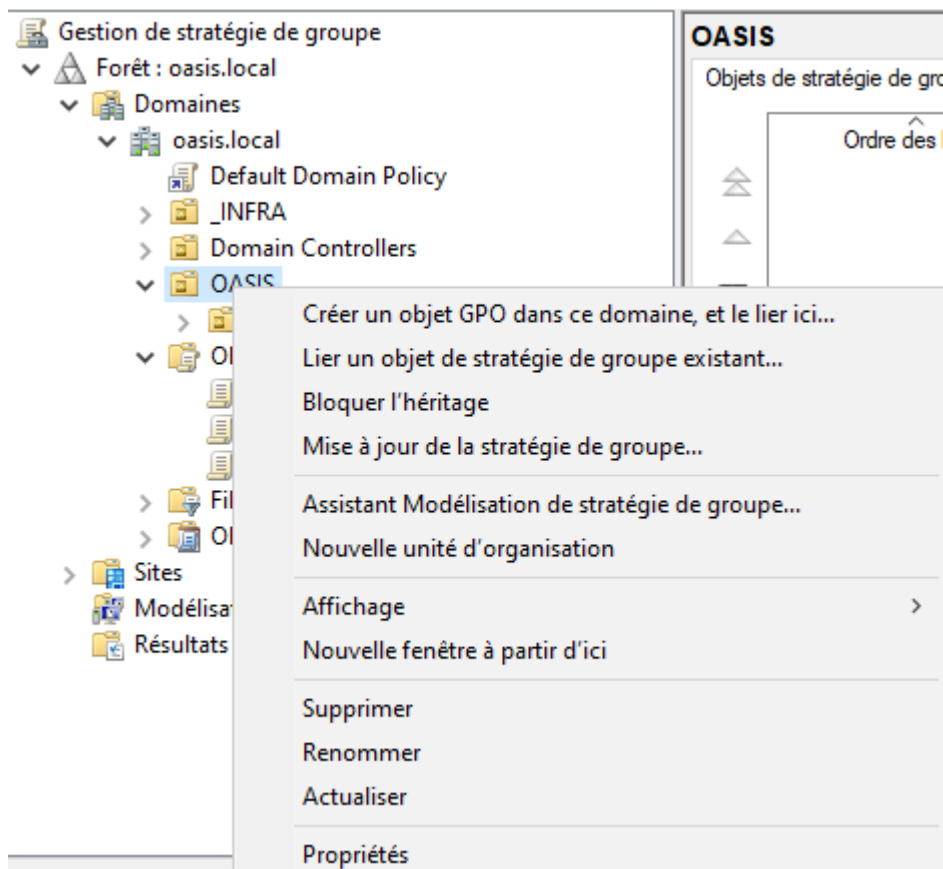 Gestion de stratégie de groupe
Forêt : oasis.local
Domaines
oasis.local
Default Domain Policy
_INFRA
Domain Controllers
OASIS
Sites
Résultats
OASIS
Objets de stratégie de
Ordre des
Créer un objet GPO dans ce domaine, et le lier ici...
Lier un objet de stratégie de groupe existant...
Bloquer l'héritage
Mise à jour de la stratégie de groupe...
Assistant Modélisation de stratégie de groupe...
Nouvelle unité d'organisation
Affichage
Nouvelle fenêtre à partir d'ici
Supprimer
Renommer
Actualiser
Propriétés